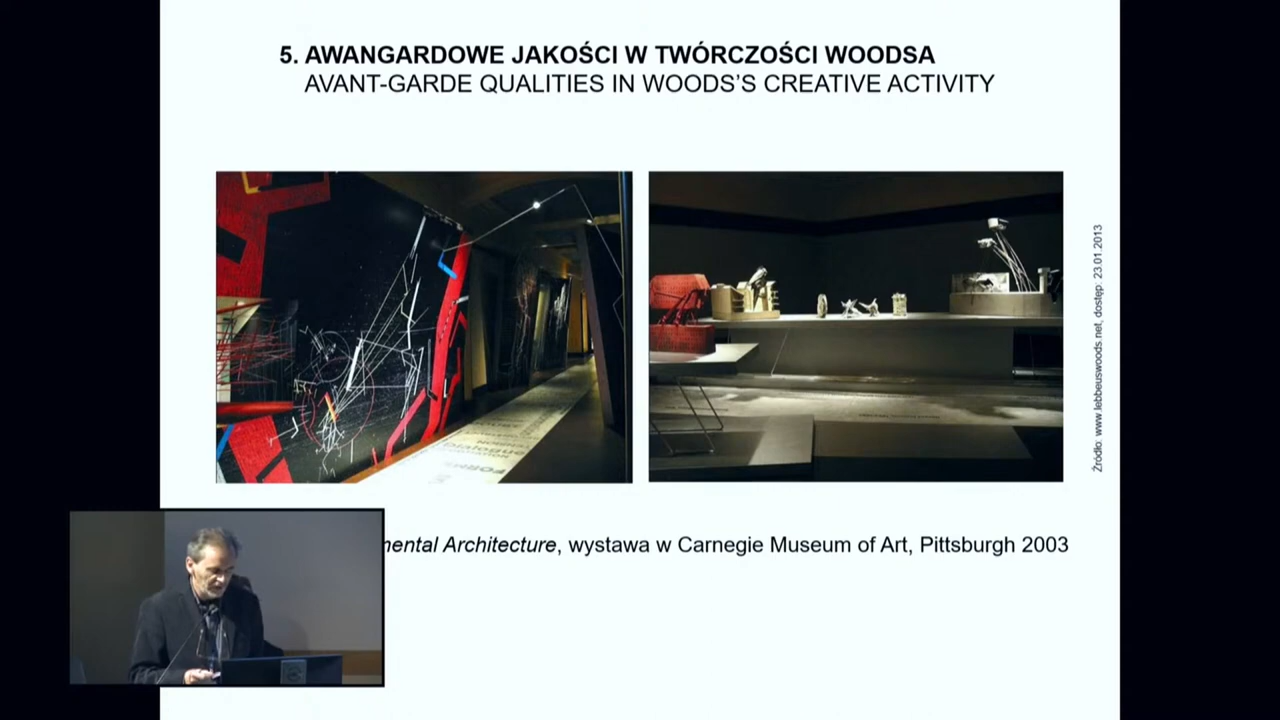 5. AWANGARDOWE JAKOŚCI W TWÓRCZOŚCI WOODSA
AVANT-GARDE QUALITIES IN WOODS'S CREATIVE ACTIVITY
Źródło: www.lebbeuswoods.net, dostęp: 23.01.2013
Architecture, wystawa w Carnegie Museum of Art, Pittsburgh 2003